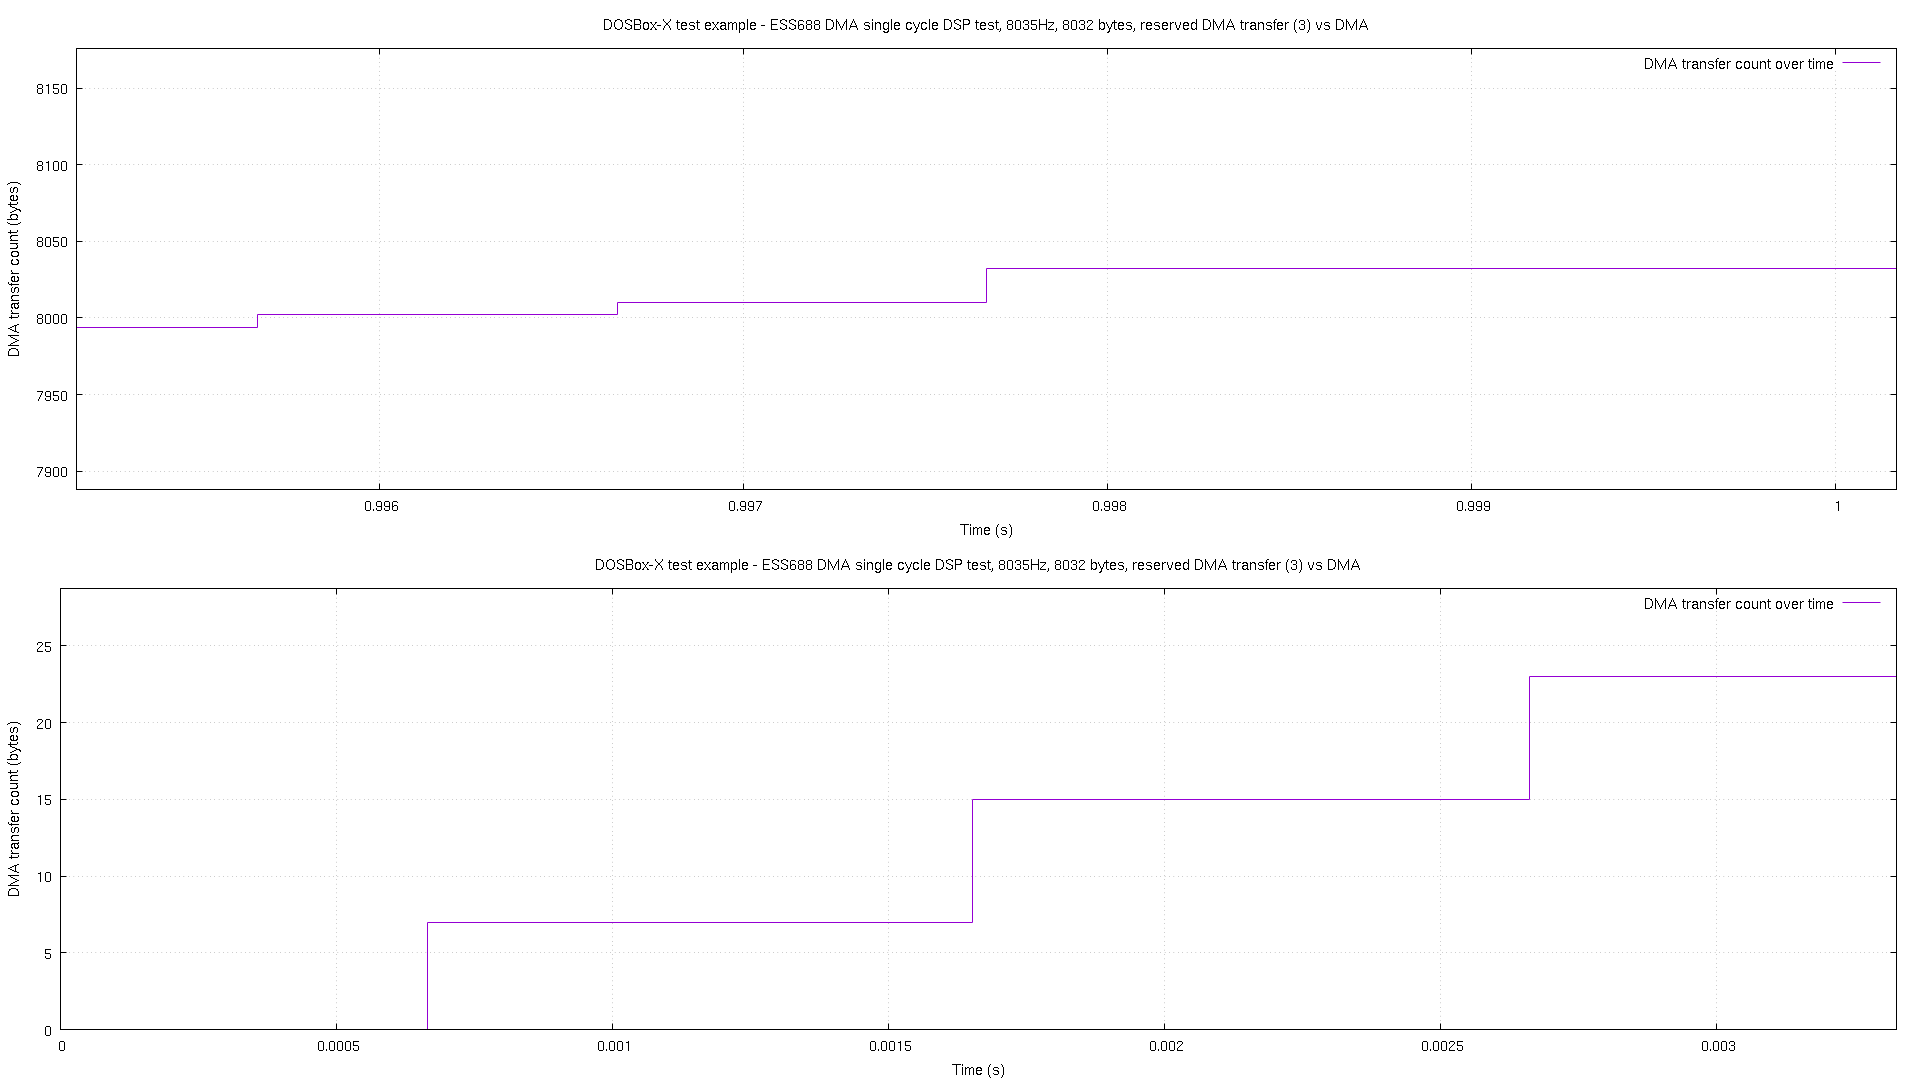 DOSBox-X test example - ESS688 DMA single cycle DSP test, 8035Hz, 8032 bytes, reserved DMA transfer (3) vs DMA
DMA transfer count over time
DMA transfer count (bytes)
8150
8100
8050
8000
7950
7900
0.996 0.997 0.998 0.999 1
Time (s)
DOSBox-X test example - ESS688 DMA single cycle DSP test, 8035Hz, 8032 bytes, reserved DMA transfer (3) vs DMA
DMA transfer count over time
DMA transfer count (bytes)
25
20
15
10
5
0
0 0.0005 0.001 0.0015 0.002 0.0025 0.003
Time (s)